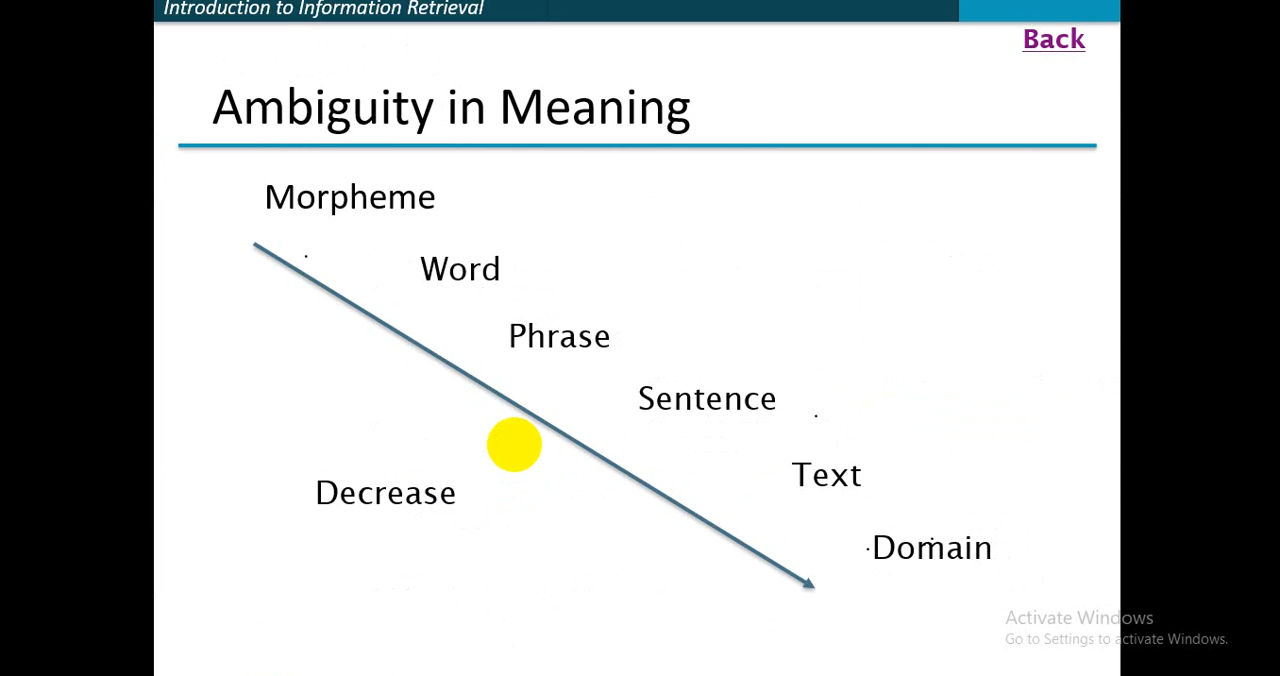 Introduction to Information Retrieval
Back
Ambiguity in Meaning
Morpheme
Word
Phrase
Sentence
Text
Decrease
Domain
Activate Windows
Go to Settings to activate Windows.